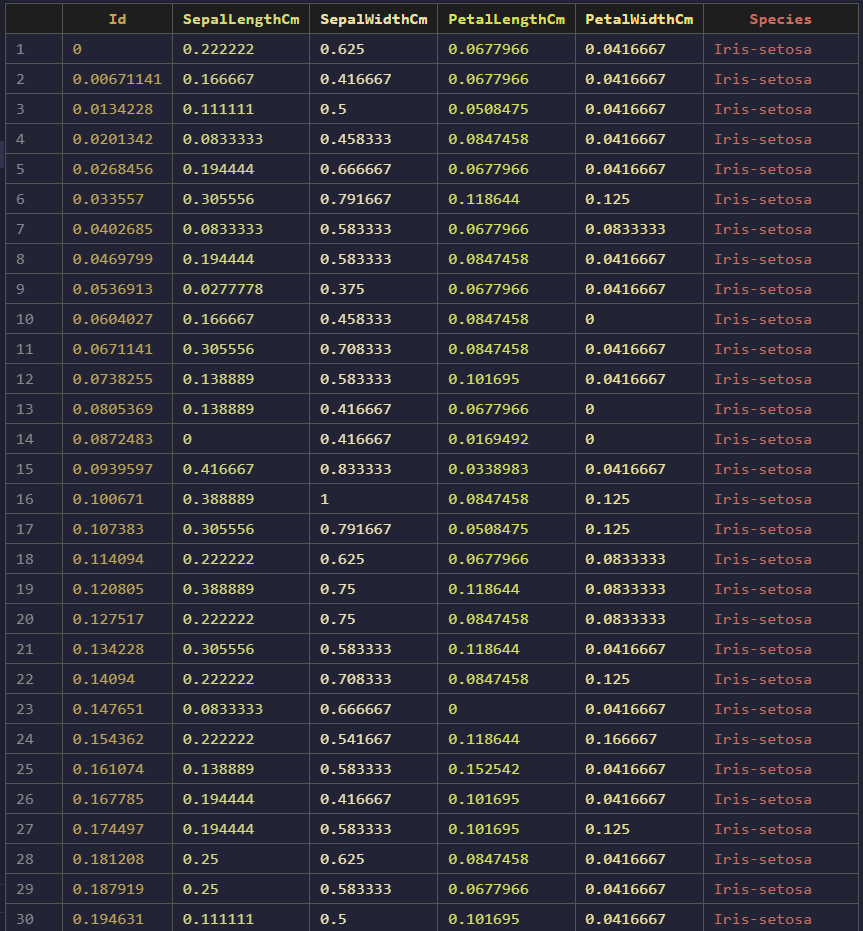 Id SepalLengthCm SepalWidthCm PetalLengthCm PetalWidthCm Species
1 0 0.222222 0.625 0.0677966 0.0416667 Iris-setosa
2 0.00671141 0.166667 0.416667 0.0677966 0.0416667 Iris-setosa
3 0.0134228 0.111111 0.5 0.0508475 0.0416667 Iris-setosa
4 0.0201342 0.0833333 0.458333 0.0847458 0.0416667 Iris-setosa
5 0.0268456 0.194444 0.666667 0.0677966 0.0416667 Iris-setosa
6 0.033557 0.305556 0.791667 0.118644 0.125 Iris-setosa
7 0.0402685 0.0833333 0.583333 0.0677966 0.0833333 Iris-setosa
8 0.0469799 0.194444 0.583333 0.0847458 0.0416667 Iris-setosa
9 0.0536913 0.0277778 0.375 0.0677966 0.0416667 Iris-setosa
10 0.0604027 0.166667 0.458333 0.0847458 0 Iris-setosa
11 0.0671141 0.305556 0.708333 0.0847458 0.0416667 Iris-setosa
12 0.0738255 0.138889 0.583333 0.101695 0.0416667 Iris-setosa
13 0.0805369 0.138889 0.416667 0.0677966 0 Iris-setosa
14 0.0872483 0 0.416667 0.0169492 0 Iris-setosa
15 0.0939597 0.416667 0.833333 0.0338983 0.0416667 Iris-setosa
16 0.100671 0.388889 1 0.0847458 0.125 Iris-setosa
17 0.107383 0.305556 0.791667 0.0508475 0.125 Iris-setosa
18 0.114094 0.222222 0.625 0.0677966 0.0833333 Iris-setosa
19 0.120805 0.388889 0.75 0.118644 0.0833333 Iris-setosa
20 0.127517 0.222222 0.75 0.0847458 0.0833333 Iris-setosa
21 0.134228 0.305556 0.583333 0.118644 0.0416667 Iris-setosa
22 0.14094 0.222222 0.708333 0.0847458 0.125 Iris-setosa
23 0.147651 0.0833333 0.666667 0 0.0416667 Iris-setosa
24 0.154362 0.222222 0.541667 0.118644 0.166667 Iris-setosa
25 0.161074 0.138889 0.583333 0.152542 0.0416667 Iris-setosa
26 0.167785 0.194444 0.416667 0.101695 0.0416667 Iris-setosa
27 0.174497 0.194444 0.583333 0.101695 0.125 Iris-setosa
28 0.181208 0.25 0.625 0.0847458 0.0416667 Iris-setosa
29 0.187919 0.25 0.583333 0.0677966 0.0416667 Iris-setosa
30 0.194631 0.111111 0.5 0.101695 0.0416667 Iris-setosa